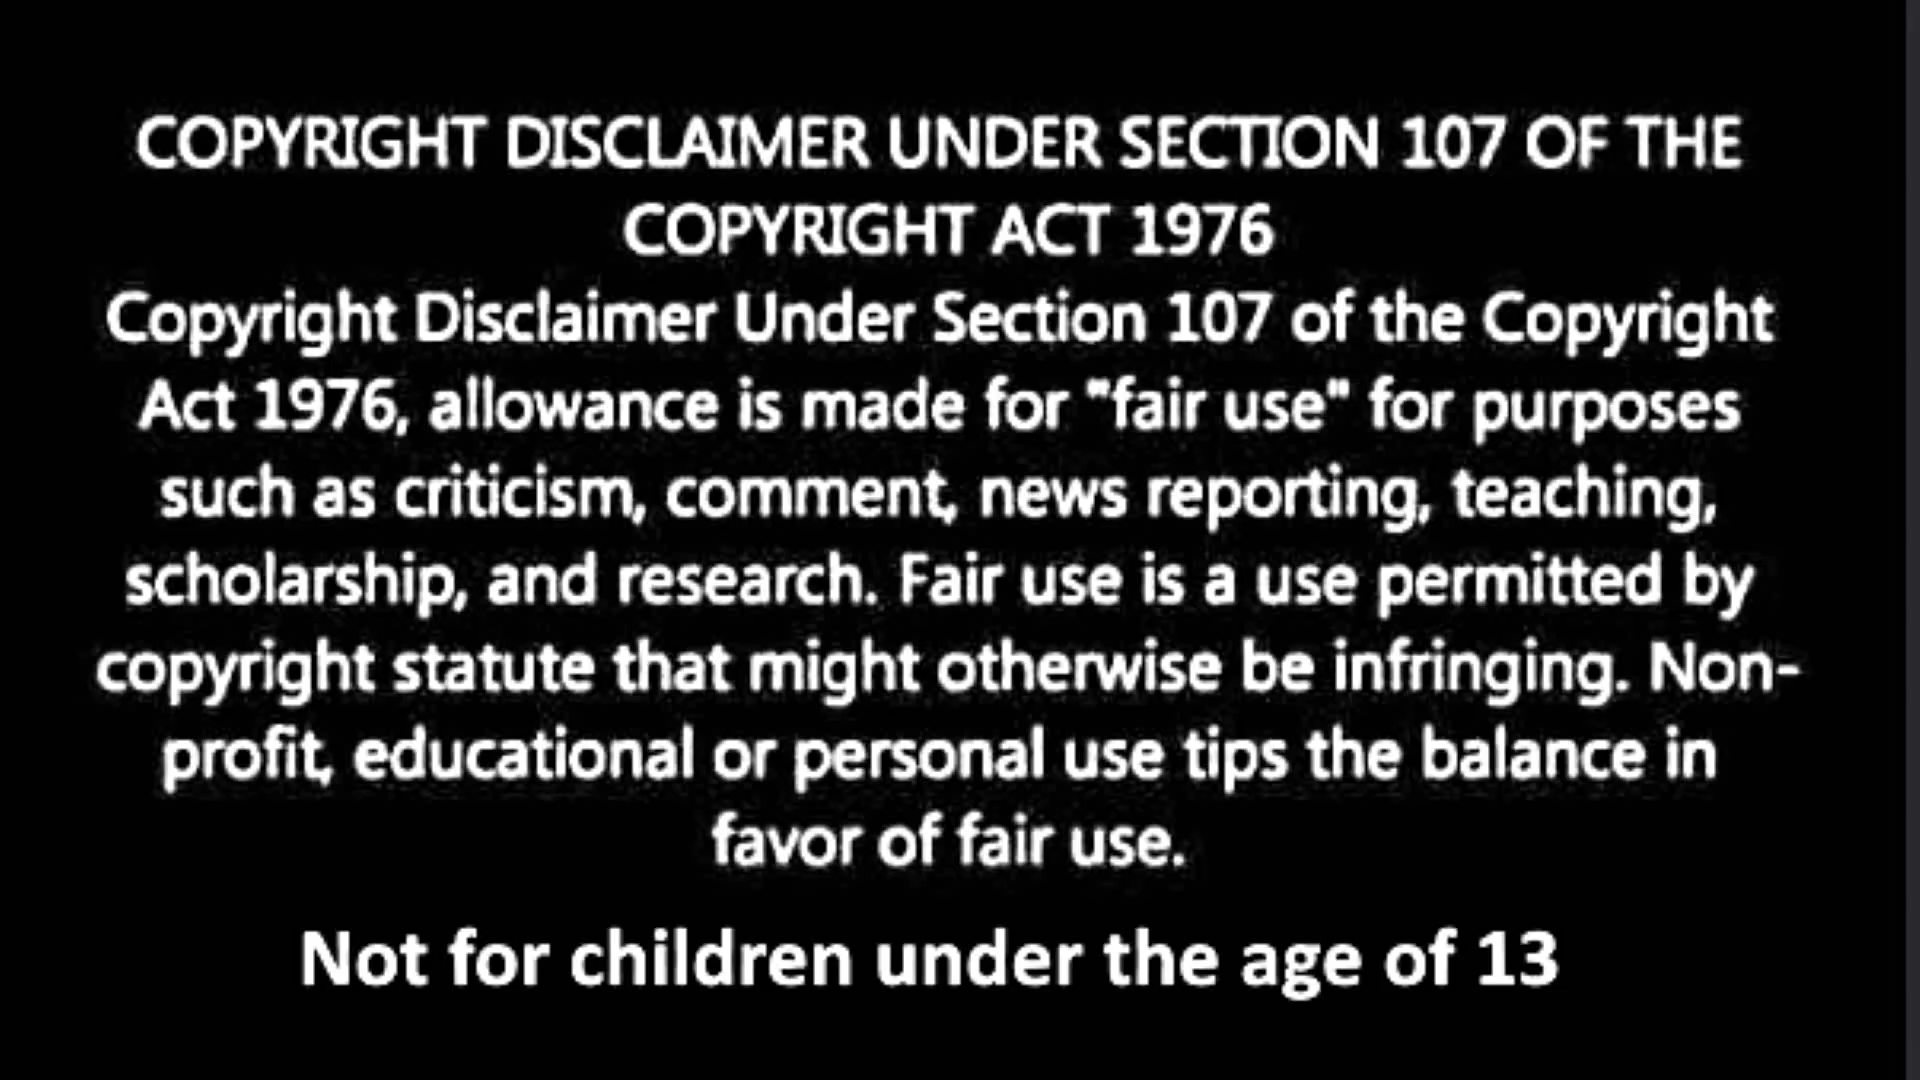 COPYRIGHT DISCLAIMER UNDER SECTION 107 OF THE
COPYRIGHT ACT 1976
Copyright Disclaimer Under Section 107 of the Copyright
Act 1976, allowance is made for "fair use" for purposes
such as criticism, comment, news reporting, teaching,
scholarship, and research. Fair use is a use permitted by
copyright statute that might otherwise be infringing. Non-
profit, educational or personal use tips the balance in
favor of fair use.
Not for children under the age of 13